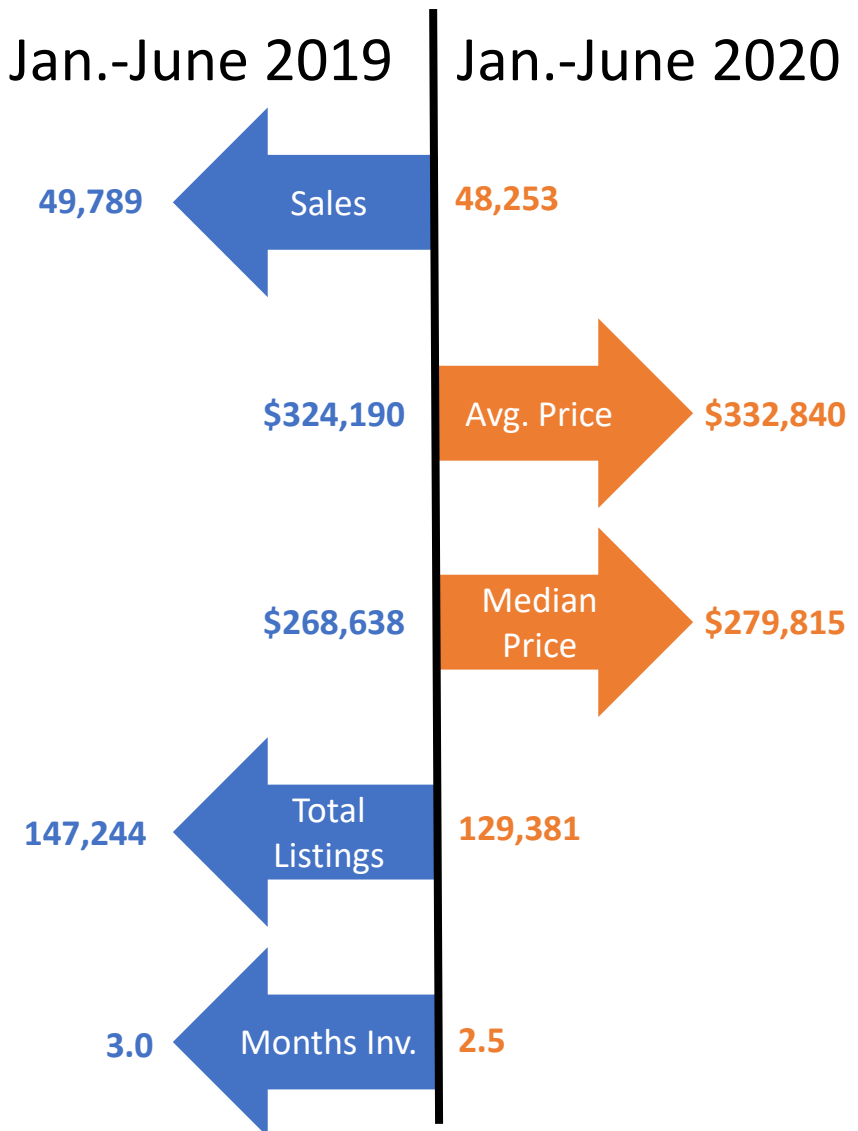 Jan.-June 2019
Jan.-June 2020
49,789
Sales
48,253
$324,190
Avg. Price
$332,840
$268,638
Median
Price
$279,815
147,244
Total
Listings
129,381
3.0
Months Inv.
2.5